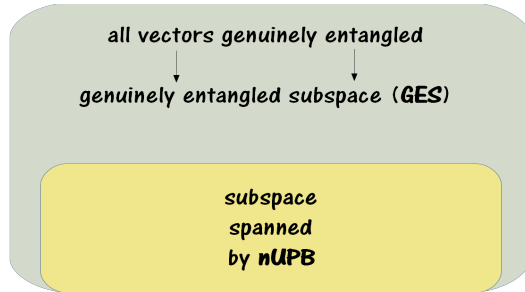 all vectors genuinely entangled
genuinely entangled subspace (GES)
subspace
spanned
by nUPB